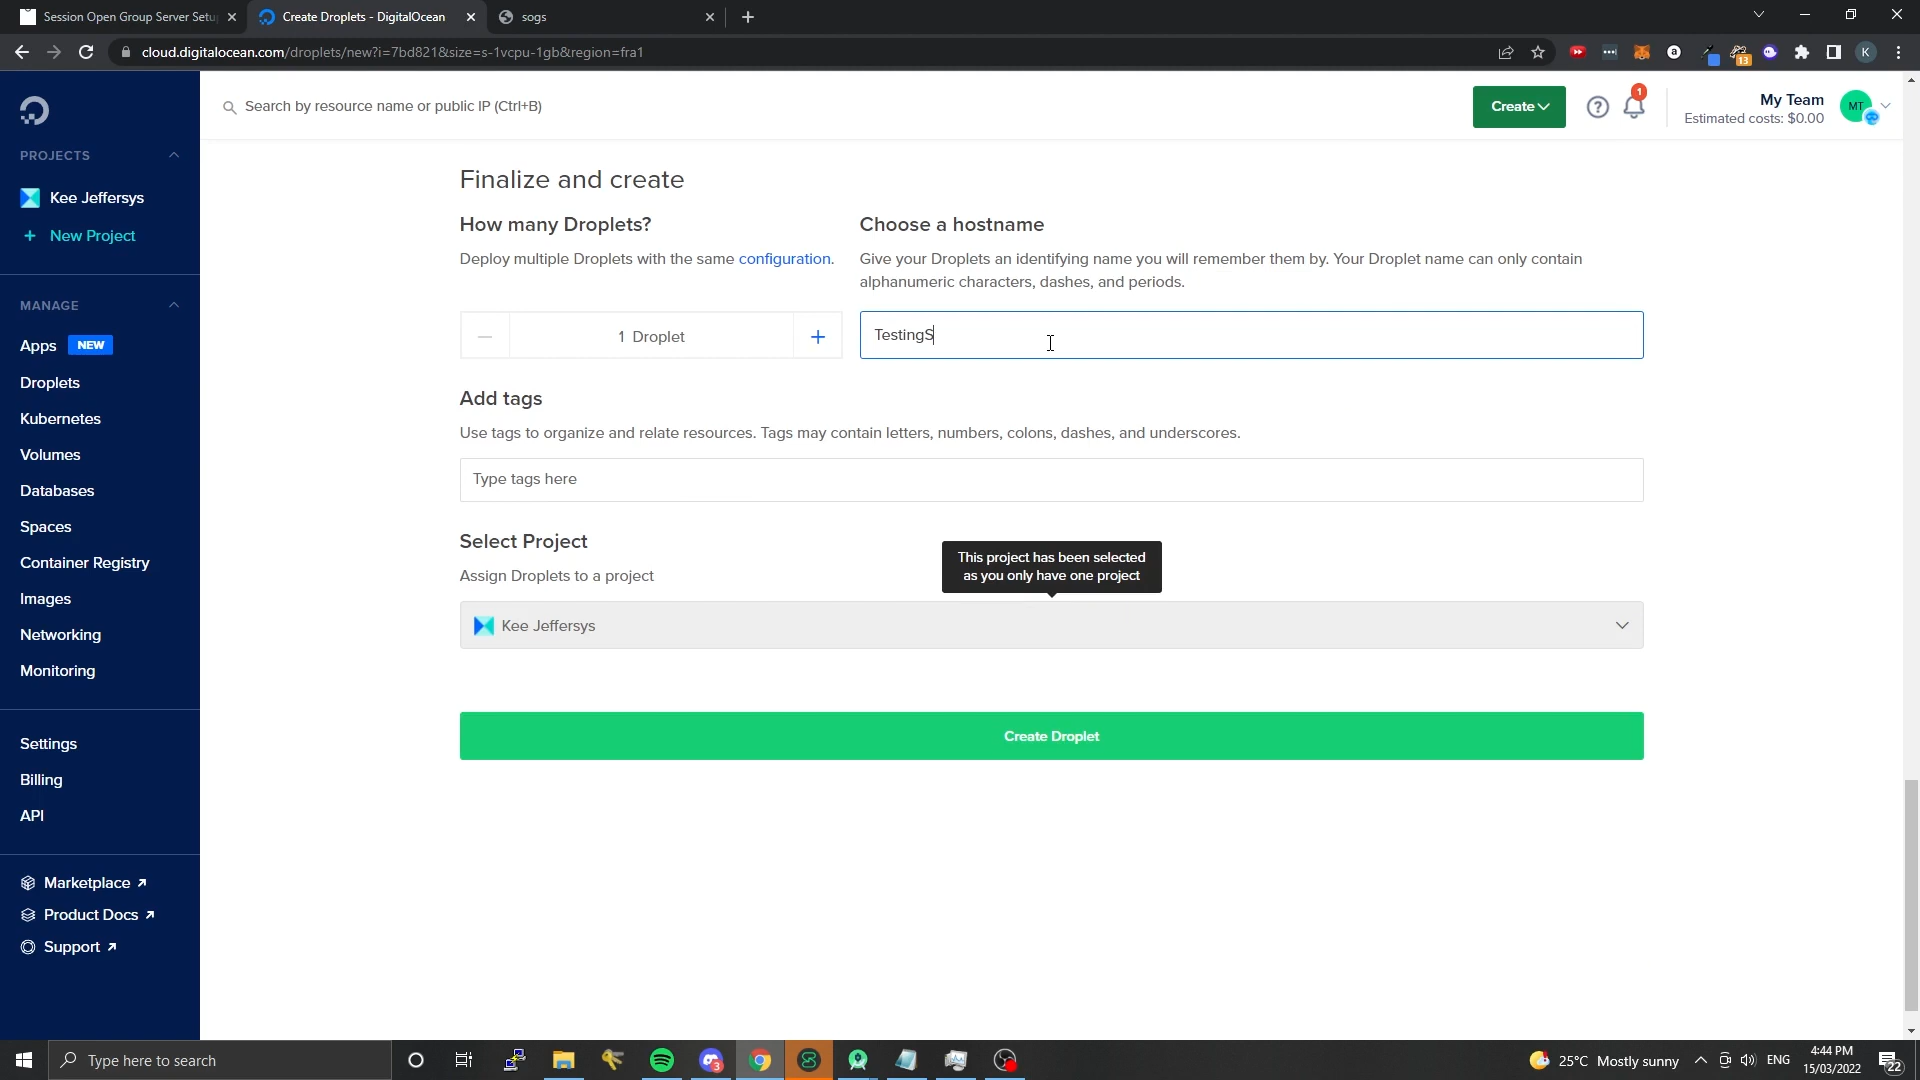 Session Open Group Server Setu
Create Droplets - DigitalOcean
sogs
cloud.digitalocean.com/droplets/new?i=7bd821&size=s-1vcpu-1gb&region=fra1
13
K
Search by resource name or public IP (Ctrl+B)
Create
1
My Team
Estimated costs: $0.00
MT
PROJECTS
Kee Jeffersys
+ New Project
MANAGE
Apps NEW
Droplets
Kubernetes
Volumes
Databases
Spaces
Container Registry
Images
Networking
Monitoring
Settings
Billing
API
Marketplace
Product Docs
Support
Finalize and create
How many Droplets?
Deploy multiple Droplets with the same configuration.
1 Droplet
Choose a hostname
Give your Droplets an identifying name you will remember them by. Your Droplet name can only contain
alphanumeric characters, dashes, and periods.
TestingS
Add tags
Use tags to organize and relate resources. Tags may contain letters, numbers, colons, dashes, and underscores.
Type tags here
Select Project
Assign Droplets to a project
This project has been selected
as you only have one project
Kee Jeffersys
Create Droplet
Type here to search
3
25°C Mostly sunny
ENG
4:44 PM
15/03/2022
22